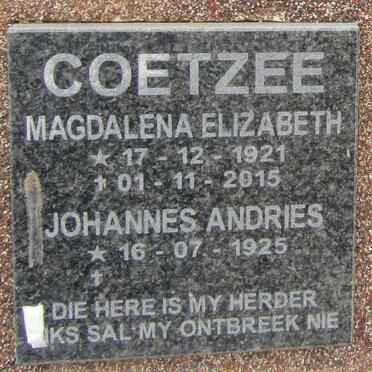 COETZEE
MAGDALENA ELIZABETH
★ 17 - 12 - 1921
✝ 01 - 11 - 2015
JOHANNES ANDRIES
★ 16 - 07 - 1925
✝
DIE HERE IS MY HERDER
SAL MY ONTBREEK NIE